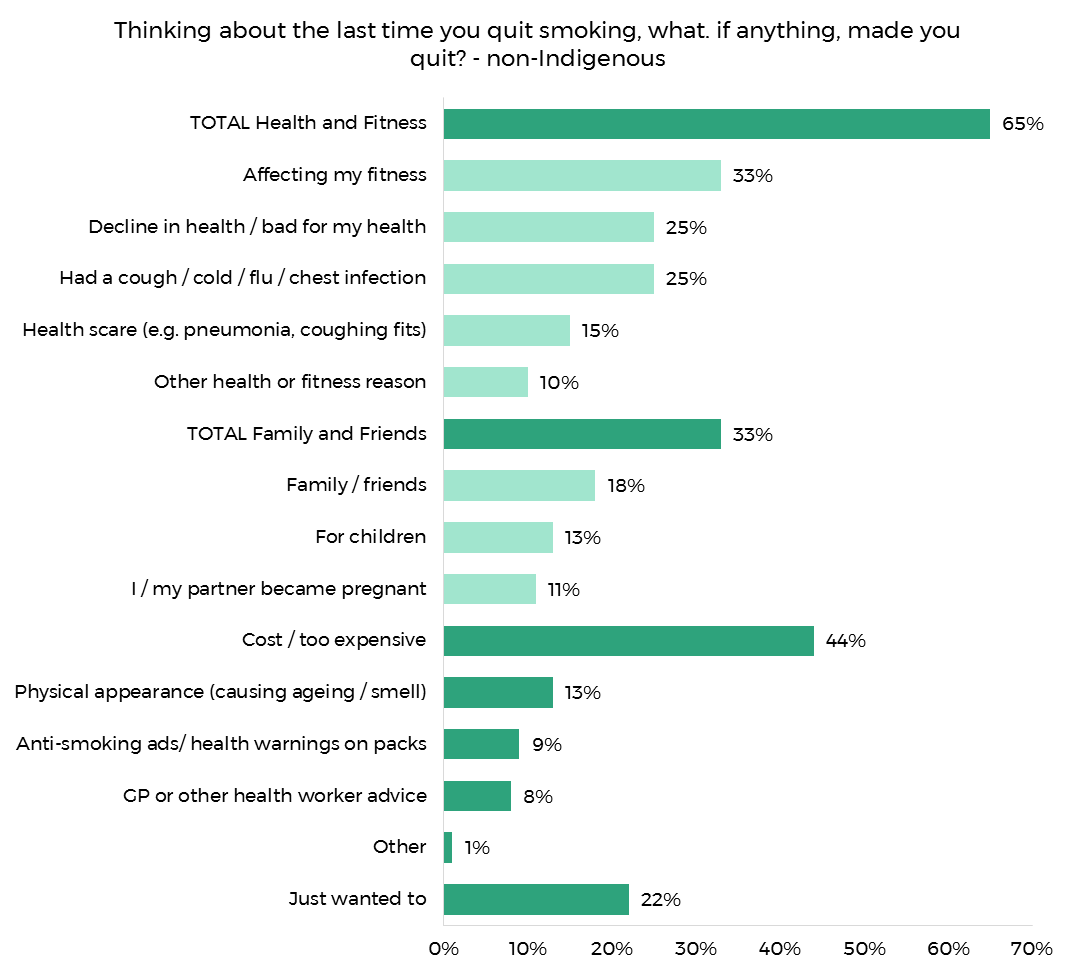 Thinking about the last time you quit smoking, what. if anything, made you
quit? - non-Indigenous
TOTAL Health and Fitness 65%
Affecting my fitness 33%
Decline in health / bad for my health 25%
Had a cough / cold / flu / chest infection 25%
Health scare (e.g. pneumonia, coughing fits) 15%
Other health or fitness reason 10%
TOTAL Family and Friends 33%
Family / friends 18%
For children 13%
I / my partner became pregnant 11%
Cost / too expensive 44%
Physical appearance (causing ageing / smell) 13%
Anti-smoking ads/ health warnings on packs 9%
GP or other health worker advice 8%
Other 1%
Just wanted to 22%
0% 10% 20% 30% 40% 50% 60% 70%